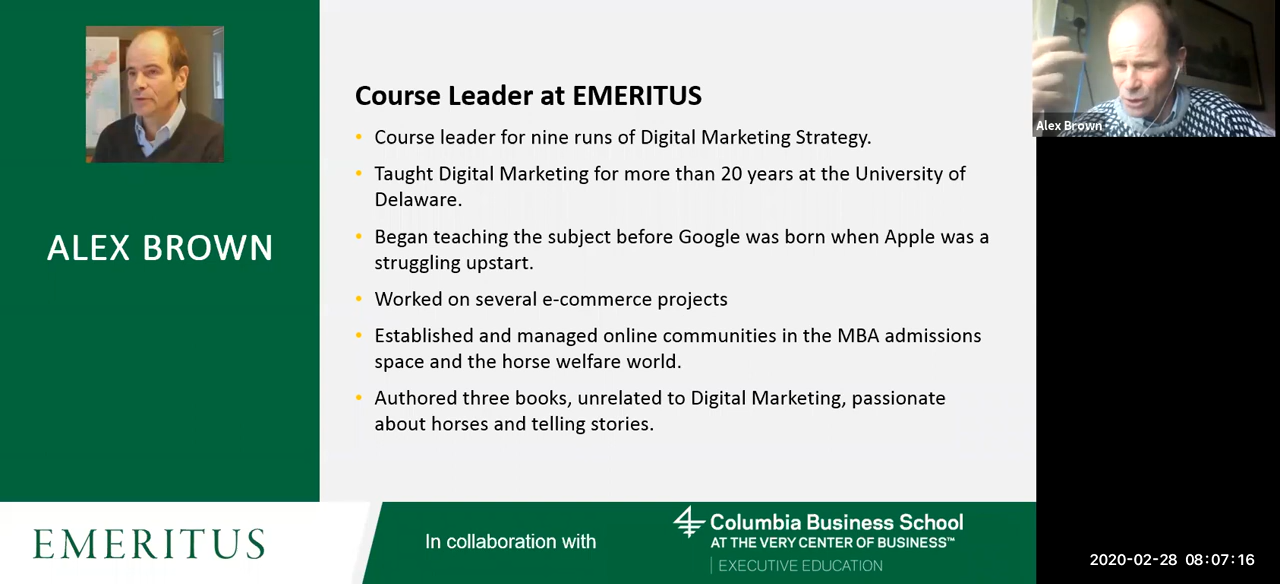 ALEX BROWN
Course Leader at EMERITUS
• Course leader for nine runs of Digital Marketing Strategy.
• Taught Digital Marketing for more than 20 years at the University of
Delaware.
• Began teaching the subject before Google was born when Apple was a
struggling upstart.
• Worked on several e-commerce projects
• Established and managed online communities in the MBA admissions
space and the horse welfare world.
• Authored three books, unrelated to Digital Marketing, passionate
about horses and telling stories.
Alex Brown
EMERITUS
In collaboration with
Columbia Business School
AT THE VERY CENTER OF BUSINESS™
EXECUTIVE EDUCATION
2020-02-28 08:07:16